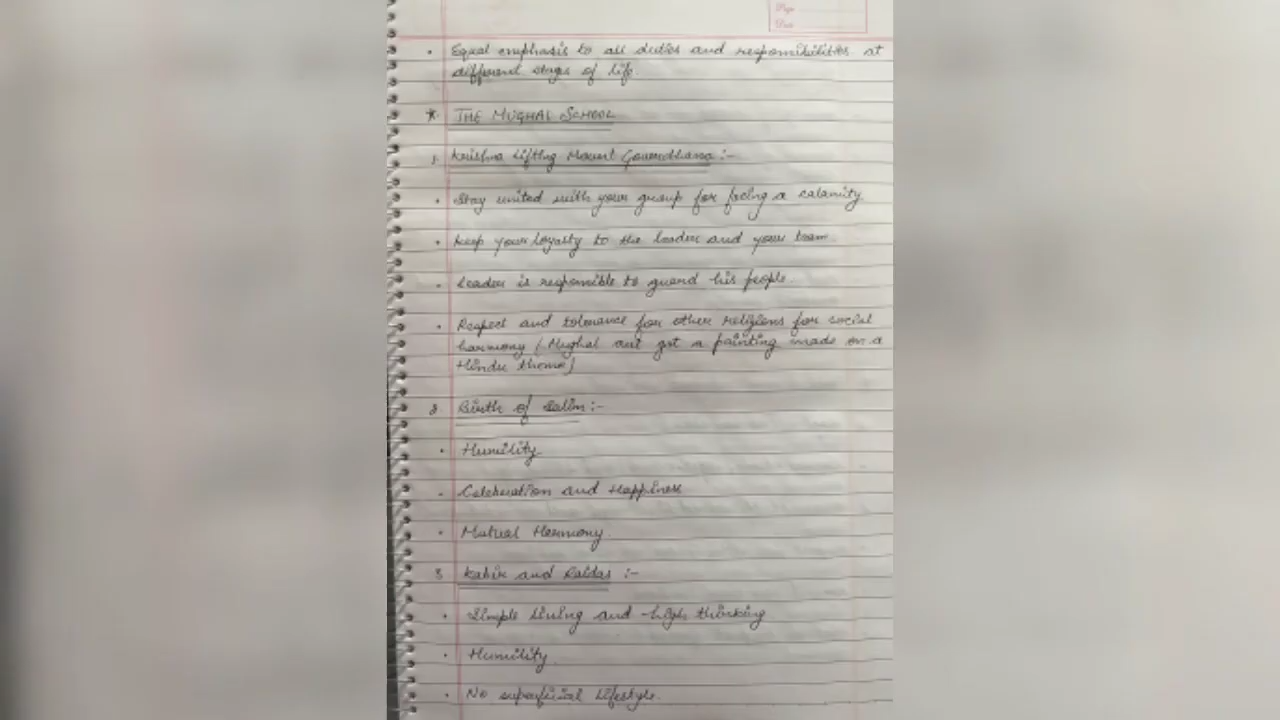 Page
Date
• Equal emphasis to all duties and responsibilities at
different stages of life.
* THE MUGHAL SCHOOL
1. Krishna Lifting Mount Goverdhana :-
• Stay united with your group for facing a calamity
• Keep your loyalty to the leader and your team.
• Leader is responsible to guard his people.
• Respect and tolerance for other religions for social
harmony (Mughal art got a painting made on a
Hindu theme)
2. Birth of Salim :-
• Humility
• Celebration and Happiness
• Mutual Harmony.
3. Kabir and Raidas :-
• Simple living and high thinking
• Humility
• No superficial Lifestyle.